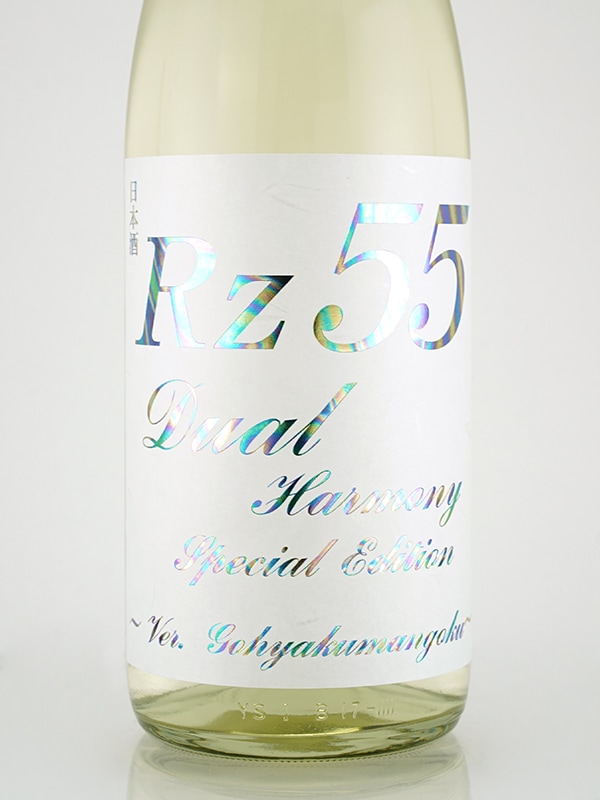 日本酒
Rz55
Dual
Harmony
Special Edition
~Ver. Gohyakumangoku~